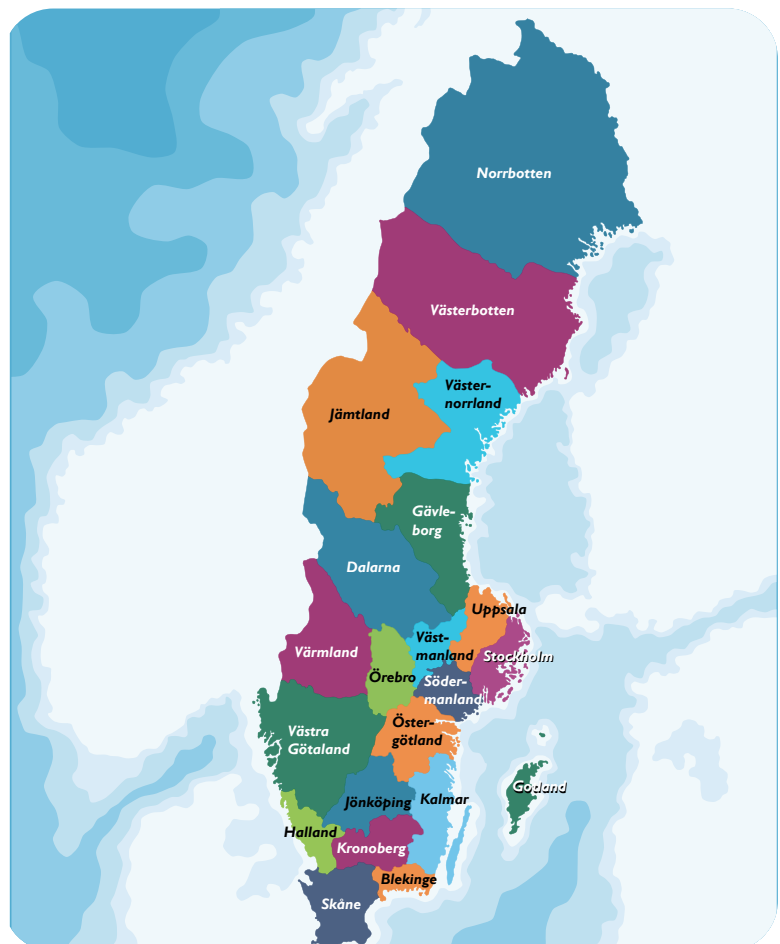 Norrbotten
Västerbotten
Väster-
norrland
Jämtland
Gävle-
borg
Dalarna
Uppsala
Väst-
manland
Värmland
Stockholm
Örebro
Söder-
manland
Öster-
götland
Västra
Götaland
Gotland
Kalmar
Jönköping
Halland
Kronoberg
Blekinge
Skåne